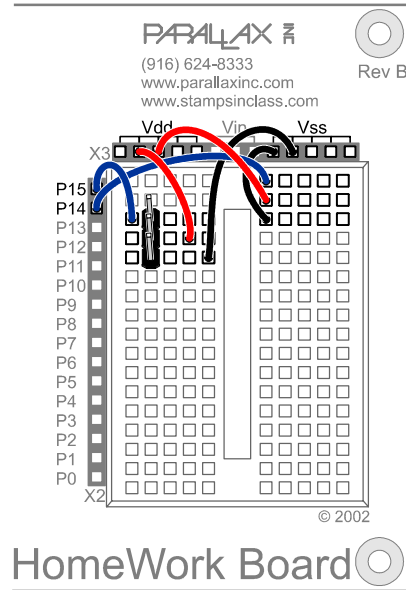 PARALLAX INC
(916) 624-8333
www.parallaxinc.com
www.stampsinclass.com
Rev B
Vdd Vin Vss
X3
P15
P14
P13
P12
P11
P10
P9
P8
P7
P6
P5
P4
P3
P2
P1
P0
X2
© 2002
HomeWork Board